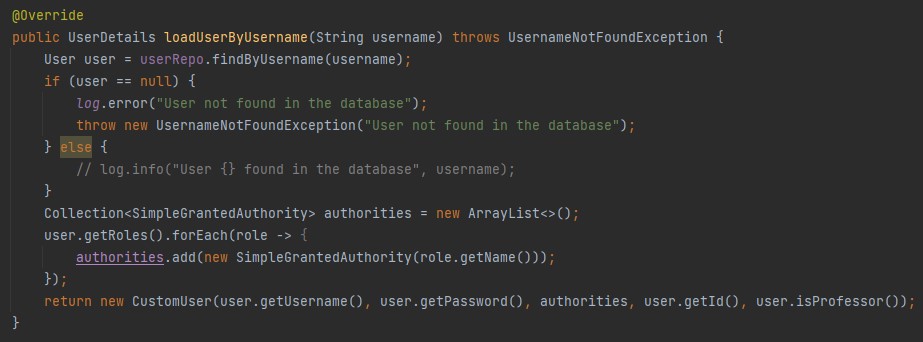 @Override
public UserDetails loadUserByUsername(String username) throws UsernameNotFoundException {
    User user = userRepo.findByUsername(username);
    if (user == null) {
        log.error("User not found in the database");
        throw new UsernameNotFoundException("User not found in the database");
    } else {
        // log.info("User {} found in the database", username);
    }
    Collection<SimpleGrantedAuthority> authorities = new ArrayList<>();
    user.getRoles().forEach(role -> {
        authorities.add(new SimpleGrantedAuthority(role.getName()));
    });
    return new CustomUser(user.getUsername(), user.getPassword(), authorities, user.getId(), user.isProfessor());
}